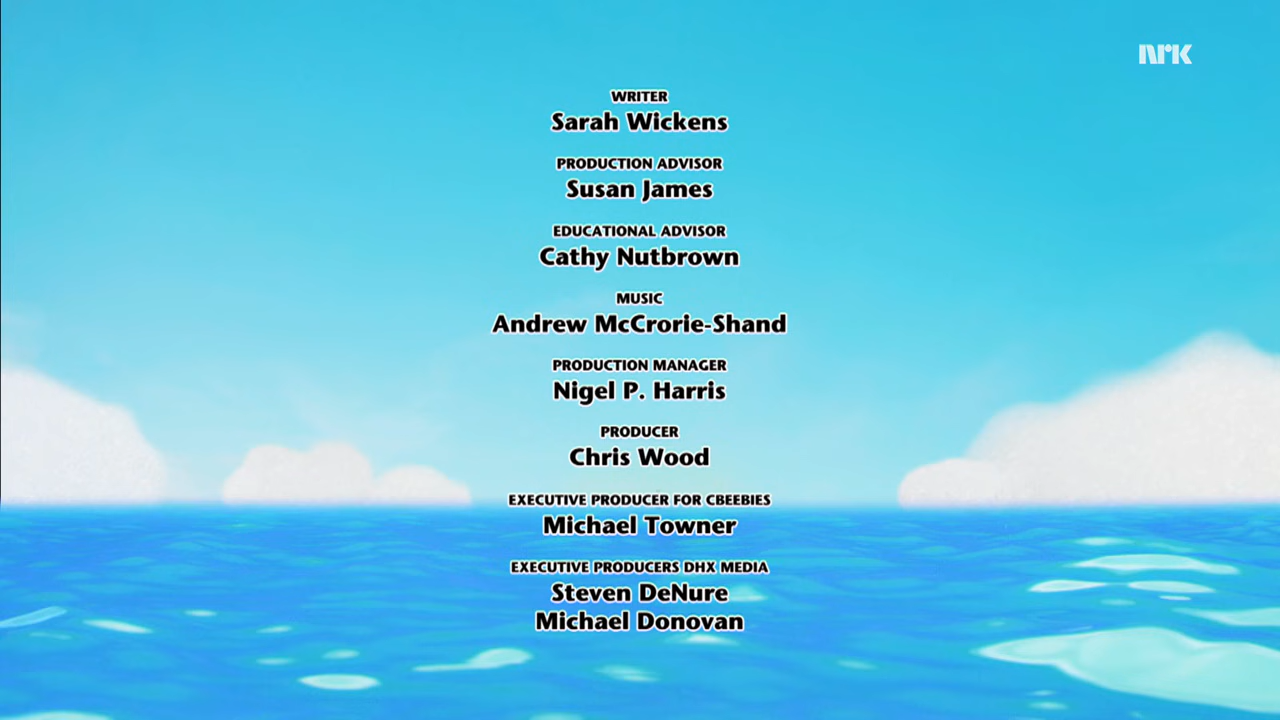 nrk
WRITER
Sarah Wickens
PRODUCTION ADVISOR
Susan James
EDUCATIONAL ADVISOR
Cathy Nutbrown
MUSIC
Andrew McCrorie-Shand
PRODUCTION MANAGER
Nigel P. Harris
PRODUCER
Chris Wood
EXECUTIVE PRODUCER FOR CBEEBIES
Michael Towner
EXECUTIVE PRODUCERS DHX MEDIA
Steven DeNure
Michael Donovan